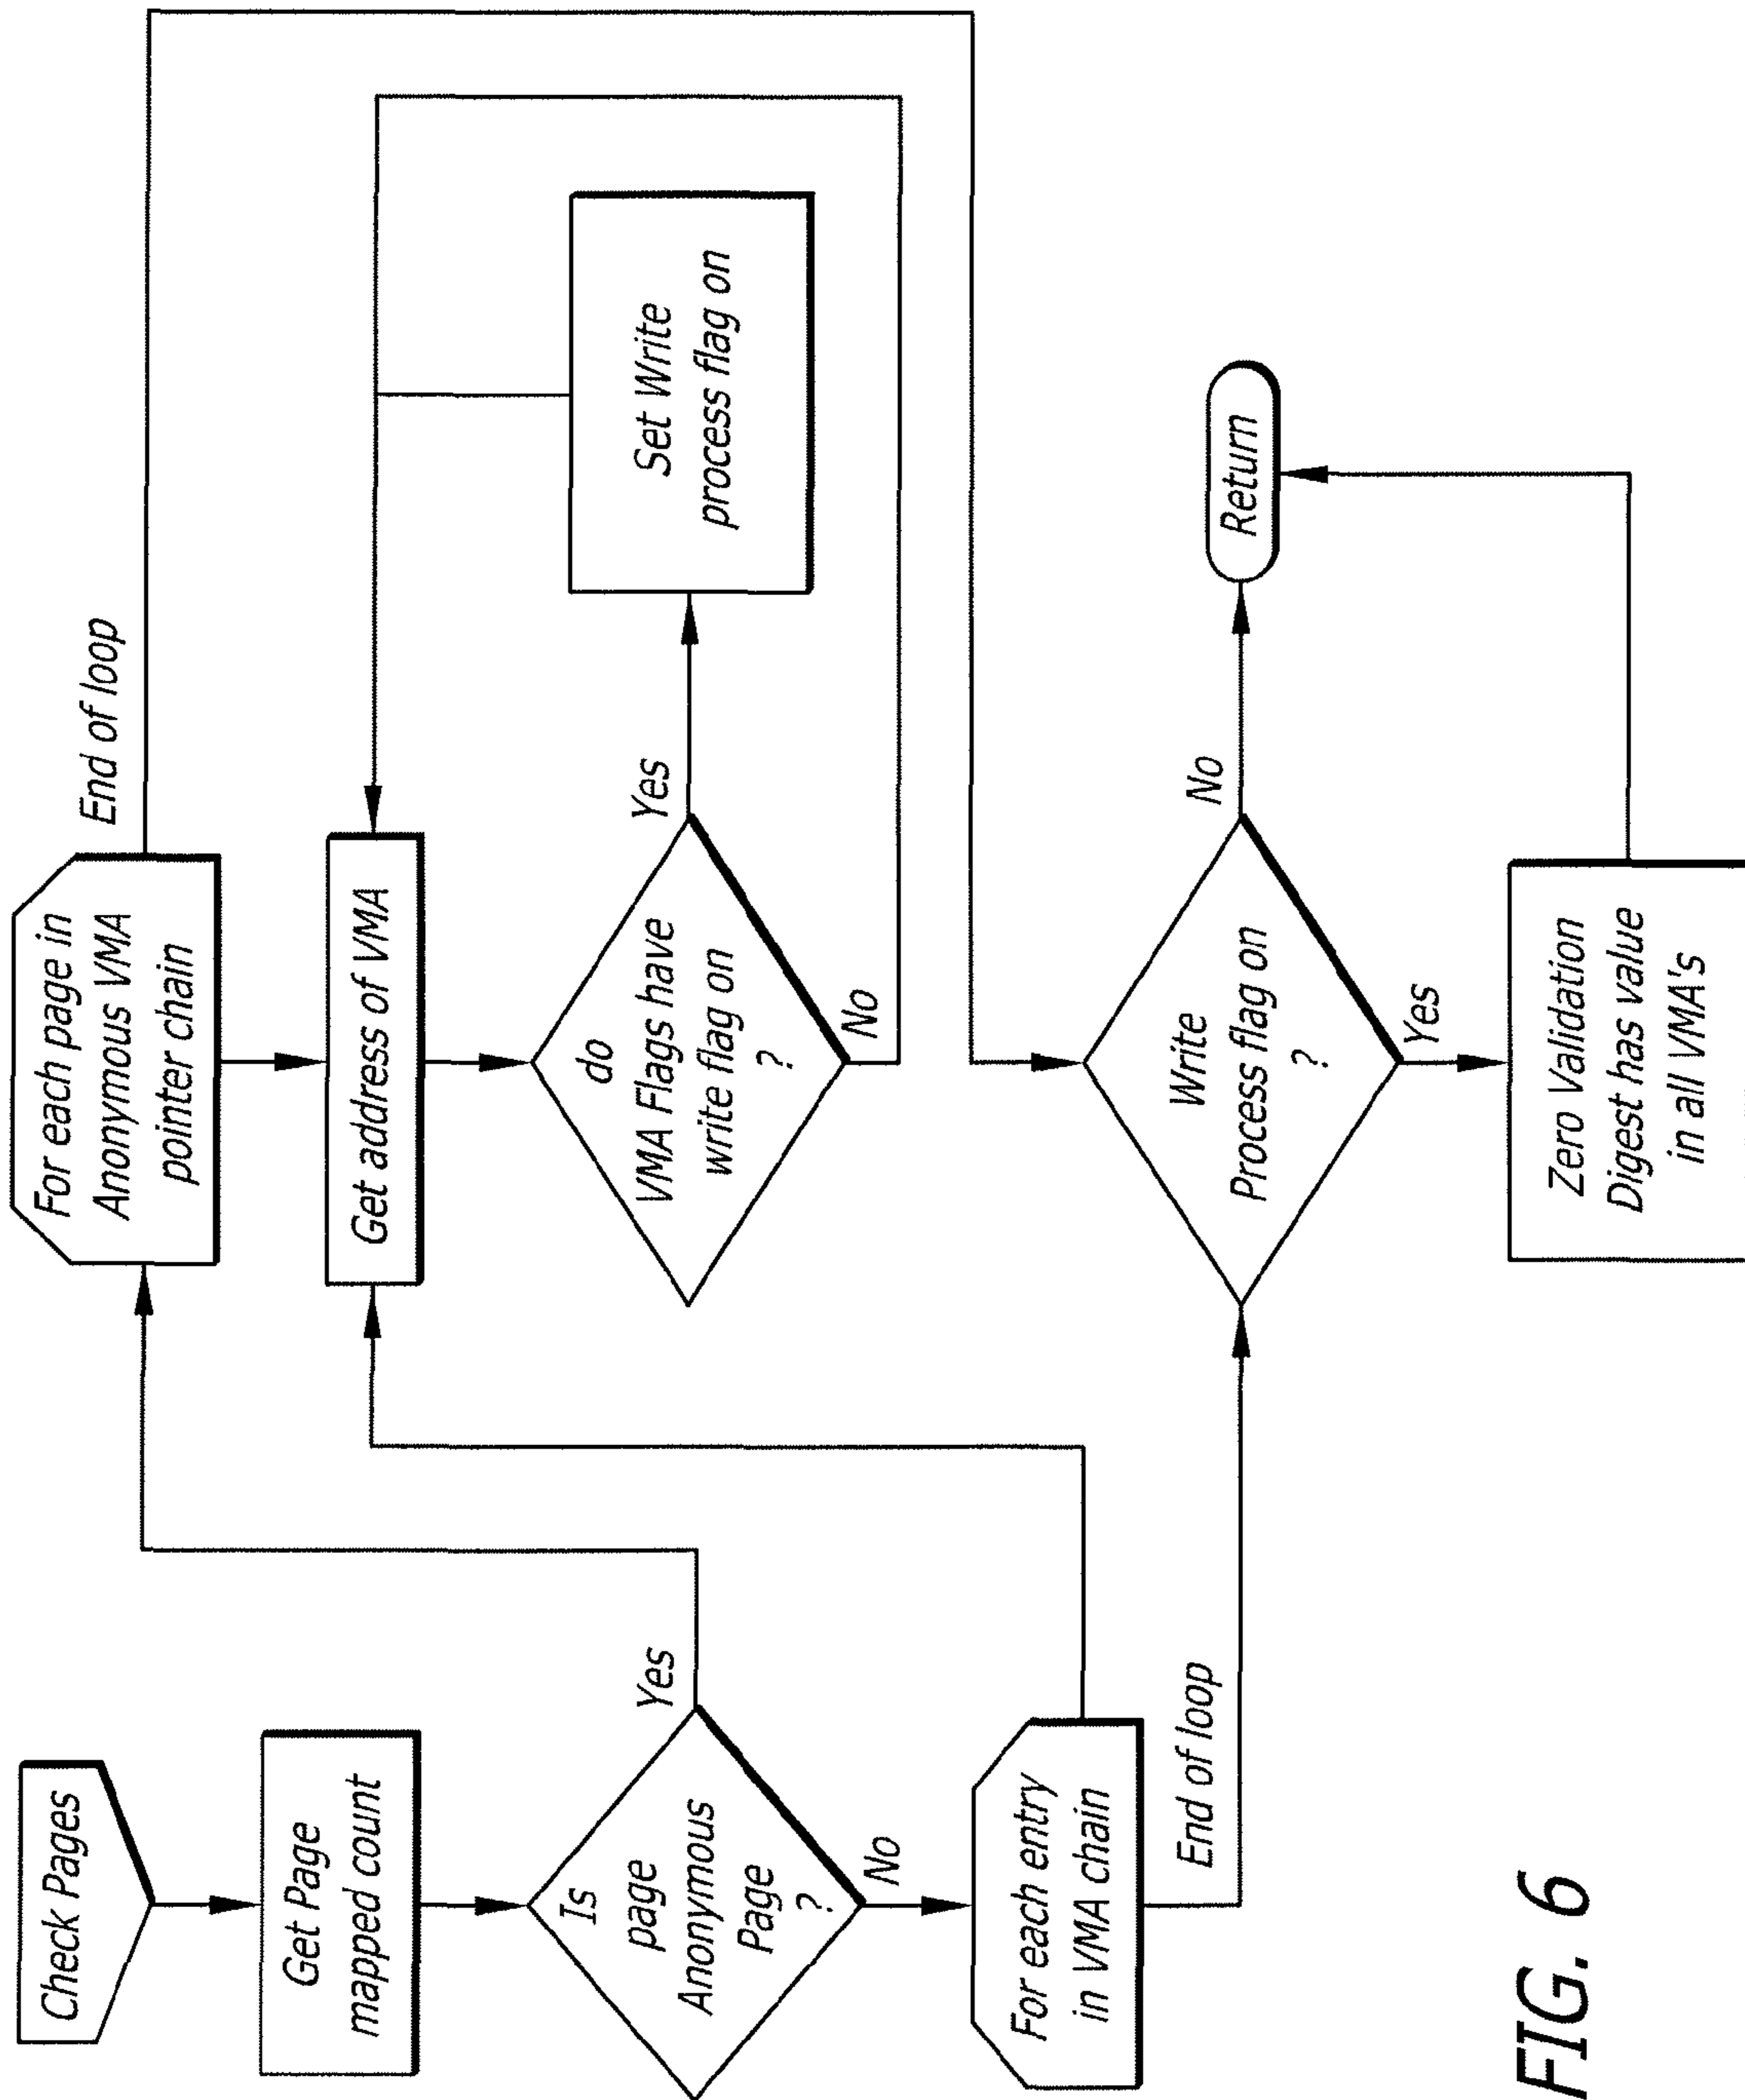 Check Pages
Get Page
mapped count
Is
page
Anonymous
Page
?
Yes
No
For each entry
in VMA chain
End of loop
For each page in
Anonymous VMA
pointer chain
End of loop
Get address of VMA
do
VMA Flags have
write flag on
?
Yes
No
Set Write
process flag on
Write
Process flag on
?
No
Yes
Return
Zero Validation
Digest has value
in all VMA's
FIG. 6